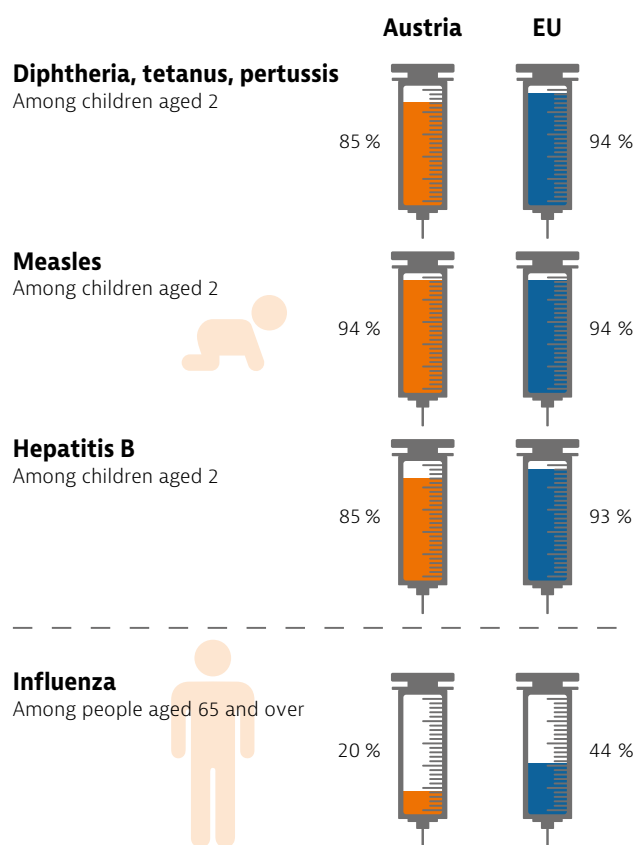 Austria EU
Diphtheria, tetanus, pertussis
Among children aged 2
85 % 94 %
Measles
Among children aged 2
94 % 94 %
Hepatitis B
Among children aged 2
85 % 93 %
Influenza
Among people aged 65 and over
20 % 44 %